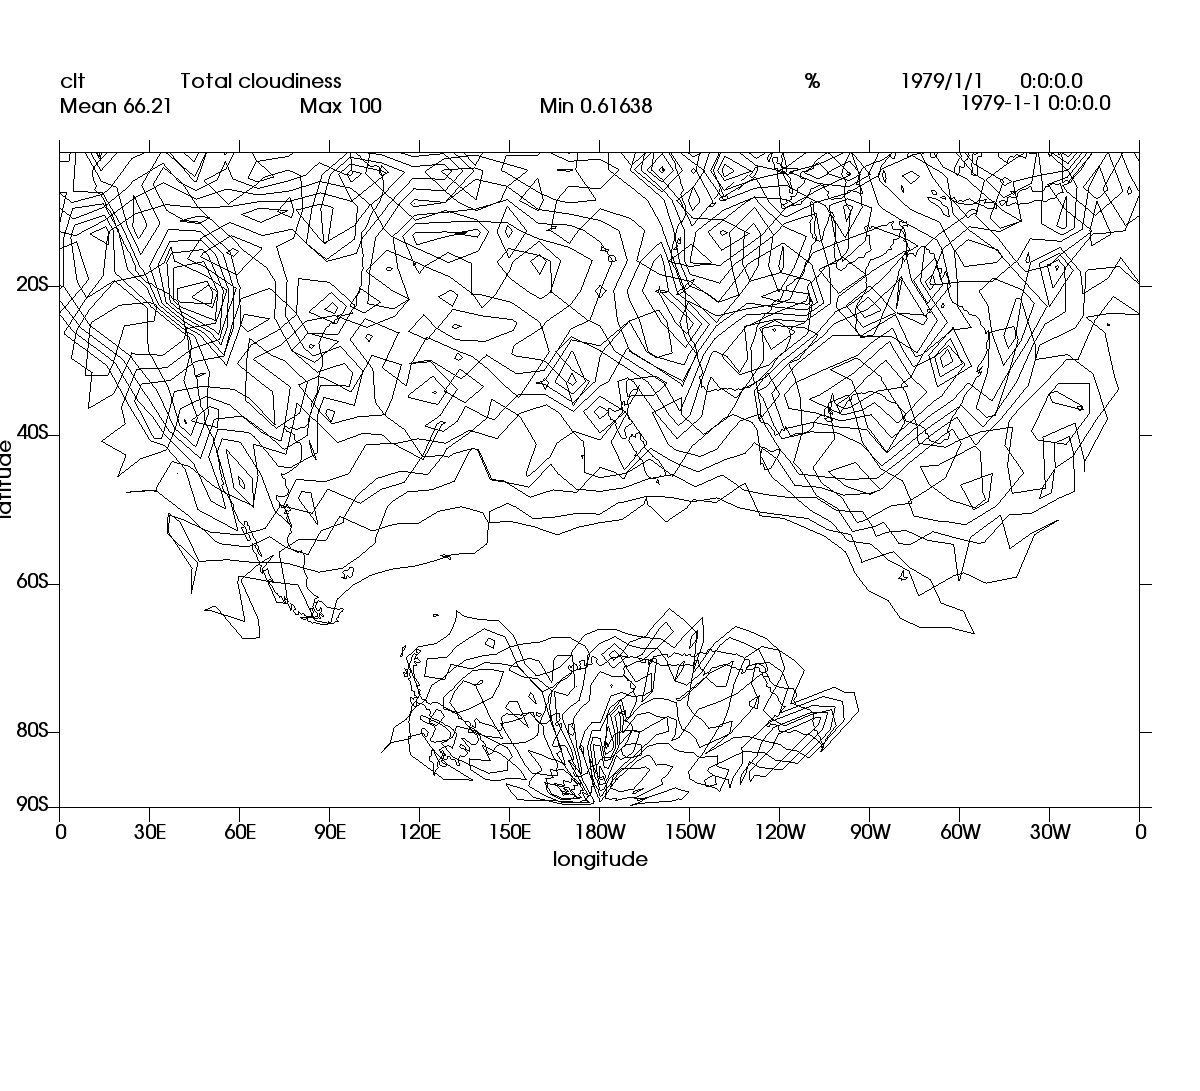 clt Total cloudiness % 1979/1/1 0:0:0.0
Mean 66.21 Max 100 Min 0.61638 1979-1-1 0:0:0.0
20S
40S
latitude
60S
80S
90S
0 30E 60E 90E 120E 150E 180W 150W 120W 90W 60W 30W 0
longitude